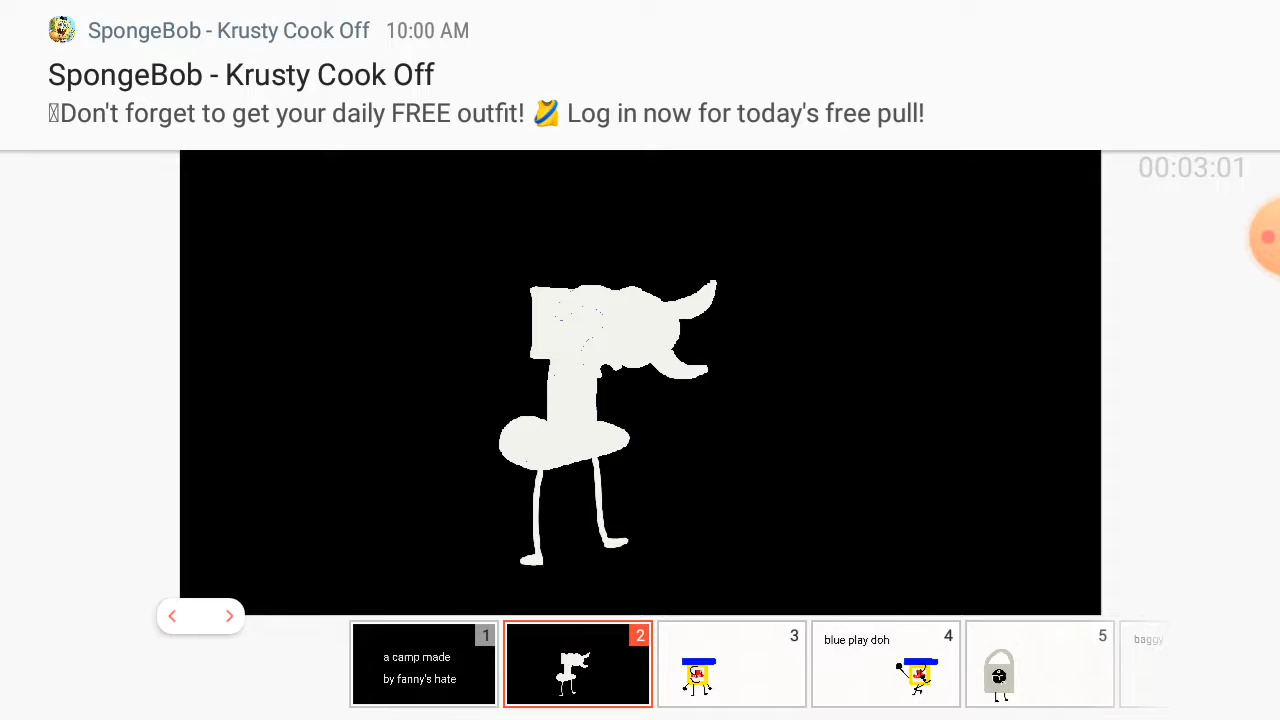 SpongeBob - Krusty Cook Off 10:00 AM
SpongeBob - Krusty Cook Off
Don't forget to get your daily FREE outfit! 🎽 Log in now for today's free pull!
00:03:01
1
a camp made
by fanny's hate
2
3
4
blue play doh
5
baggy